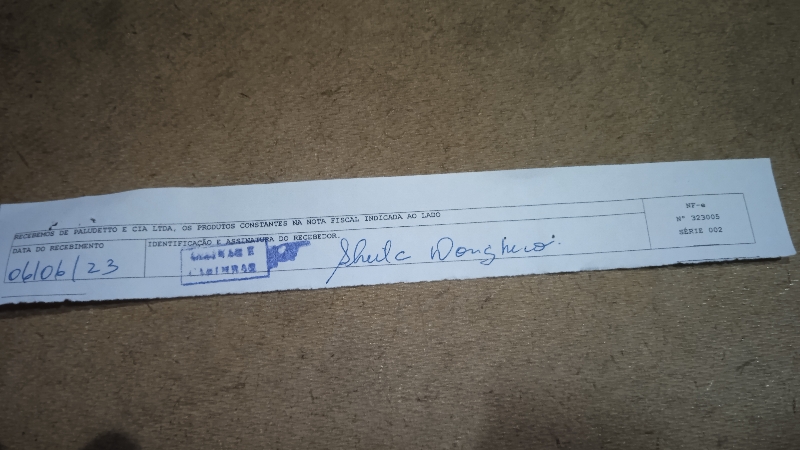 RECEBEMOS DE PALUDETTO E CIA LTDA, OS PRODUTOS CONSTANTES NA NOTA FISCAL INDICADA AO LADO
NF-e
Nº 323005
SÉRIE 002
DATA DO RECEBIMENTO
IDENTIFICAÇÃO E ASSINATURA DO RECEBEDOR.
06/06/23
Sheila